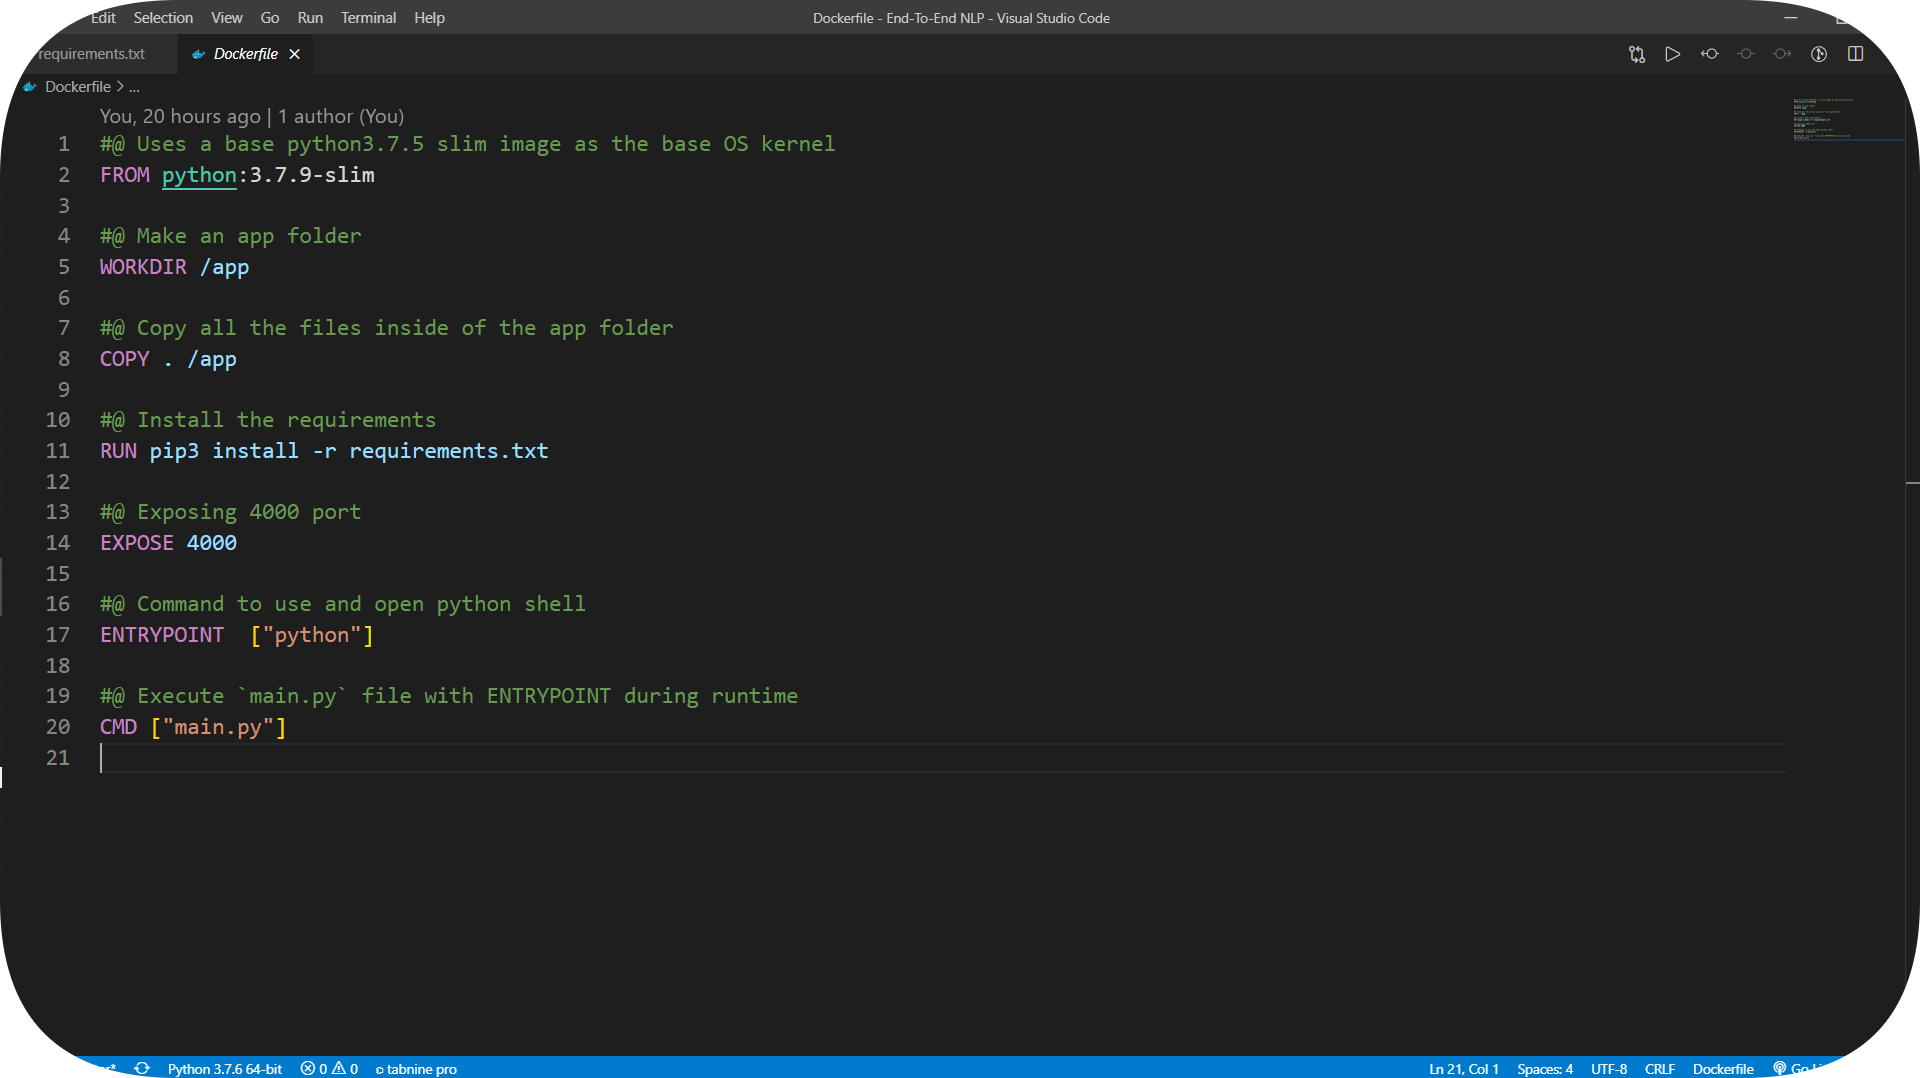 Edit Selection View Go Run Terminal Help
Dockerfile - End-To-End NLP - Visual Studio Code
requirements.txt
Dockerfile
Dockerfile > ...
You, 20 hours ago | 1 author (You)
1 #@ Uses a base python3.7.5 slim image as the base OS kernel
2 FROM python:3.7.9-slim
3
4 #@ Make an app folder
5 WORKDIR /app
6
7 #@ Copy all the files inside of the app folder
8 COPY . /app
9
10 #@ Install the requirements
11 RUN pip3 install -r requirements.txt
12
13 #@ Exposing 4000 port
14 EXPOSE 4000
15
16 #@ Command to use and open python shell
17 ENTRYPOINT  ["python"]
18
19 #@ Execute `main.py` file with ENTRYPOINT during runtime
20 CMD ["main.py"]
21
Python 3.7.6 64-bit 0 0 tabnine pro
Ln 21, Col 1 Spaces: 4 UTF-8 CRLF Dockerfile Go